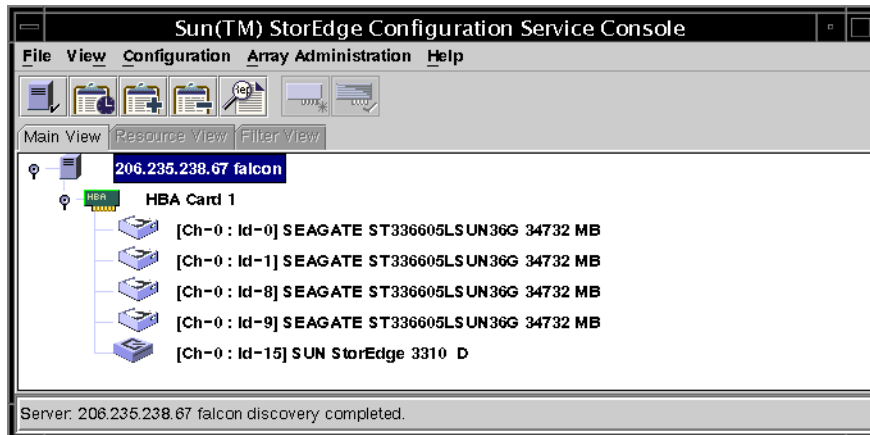 Sun(TM) StorEdge Configuration Service Console
File View Configuration Array Administration Help
Rep
Main View Resource View Filter View
206.235.238.67 falcon
HBA HBA Card 1
[Ch-0 : Id-0] SEAGATE ST336605LSUN36G 34732 MB
[Ch-0 : Id-1] SEAGATE ST336605LSUN36G 34732 MB
[Ch-0 : Id-8] SEAGATE ST336605LSUN36G 34732 MB
[Ch-0 : Id-9] SEAGATE ST336605LSUN36G 34732 MB
[Ch-0 : Id-15] SUN StorEdge 3310 D
Server: 206.235.238.67 falcon discovery completed.